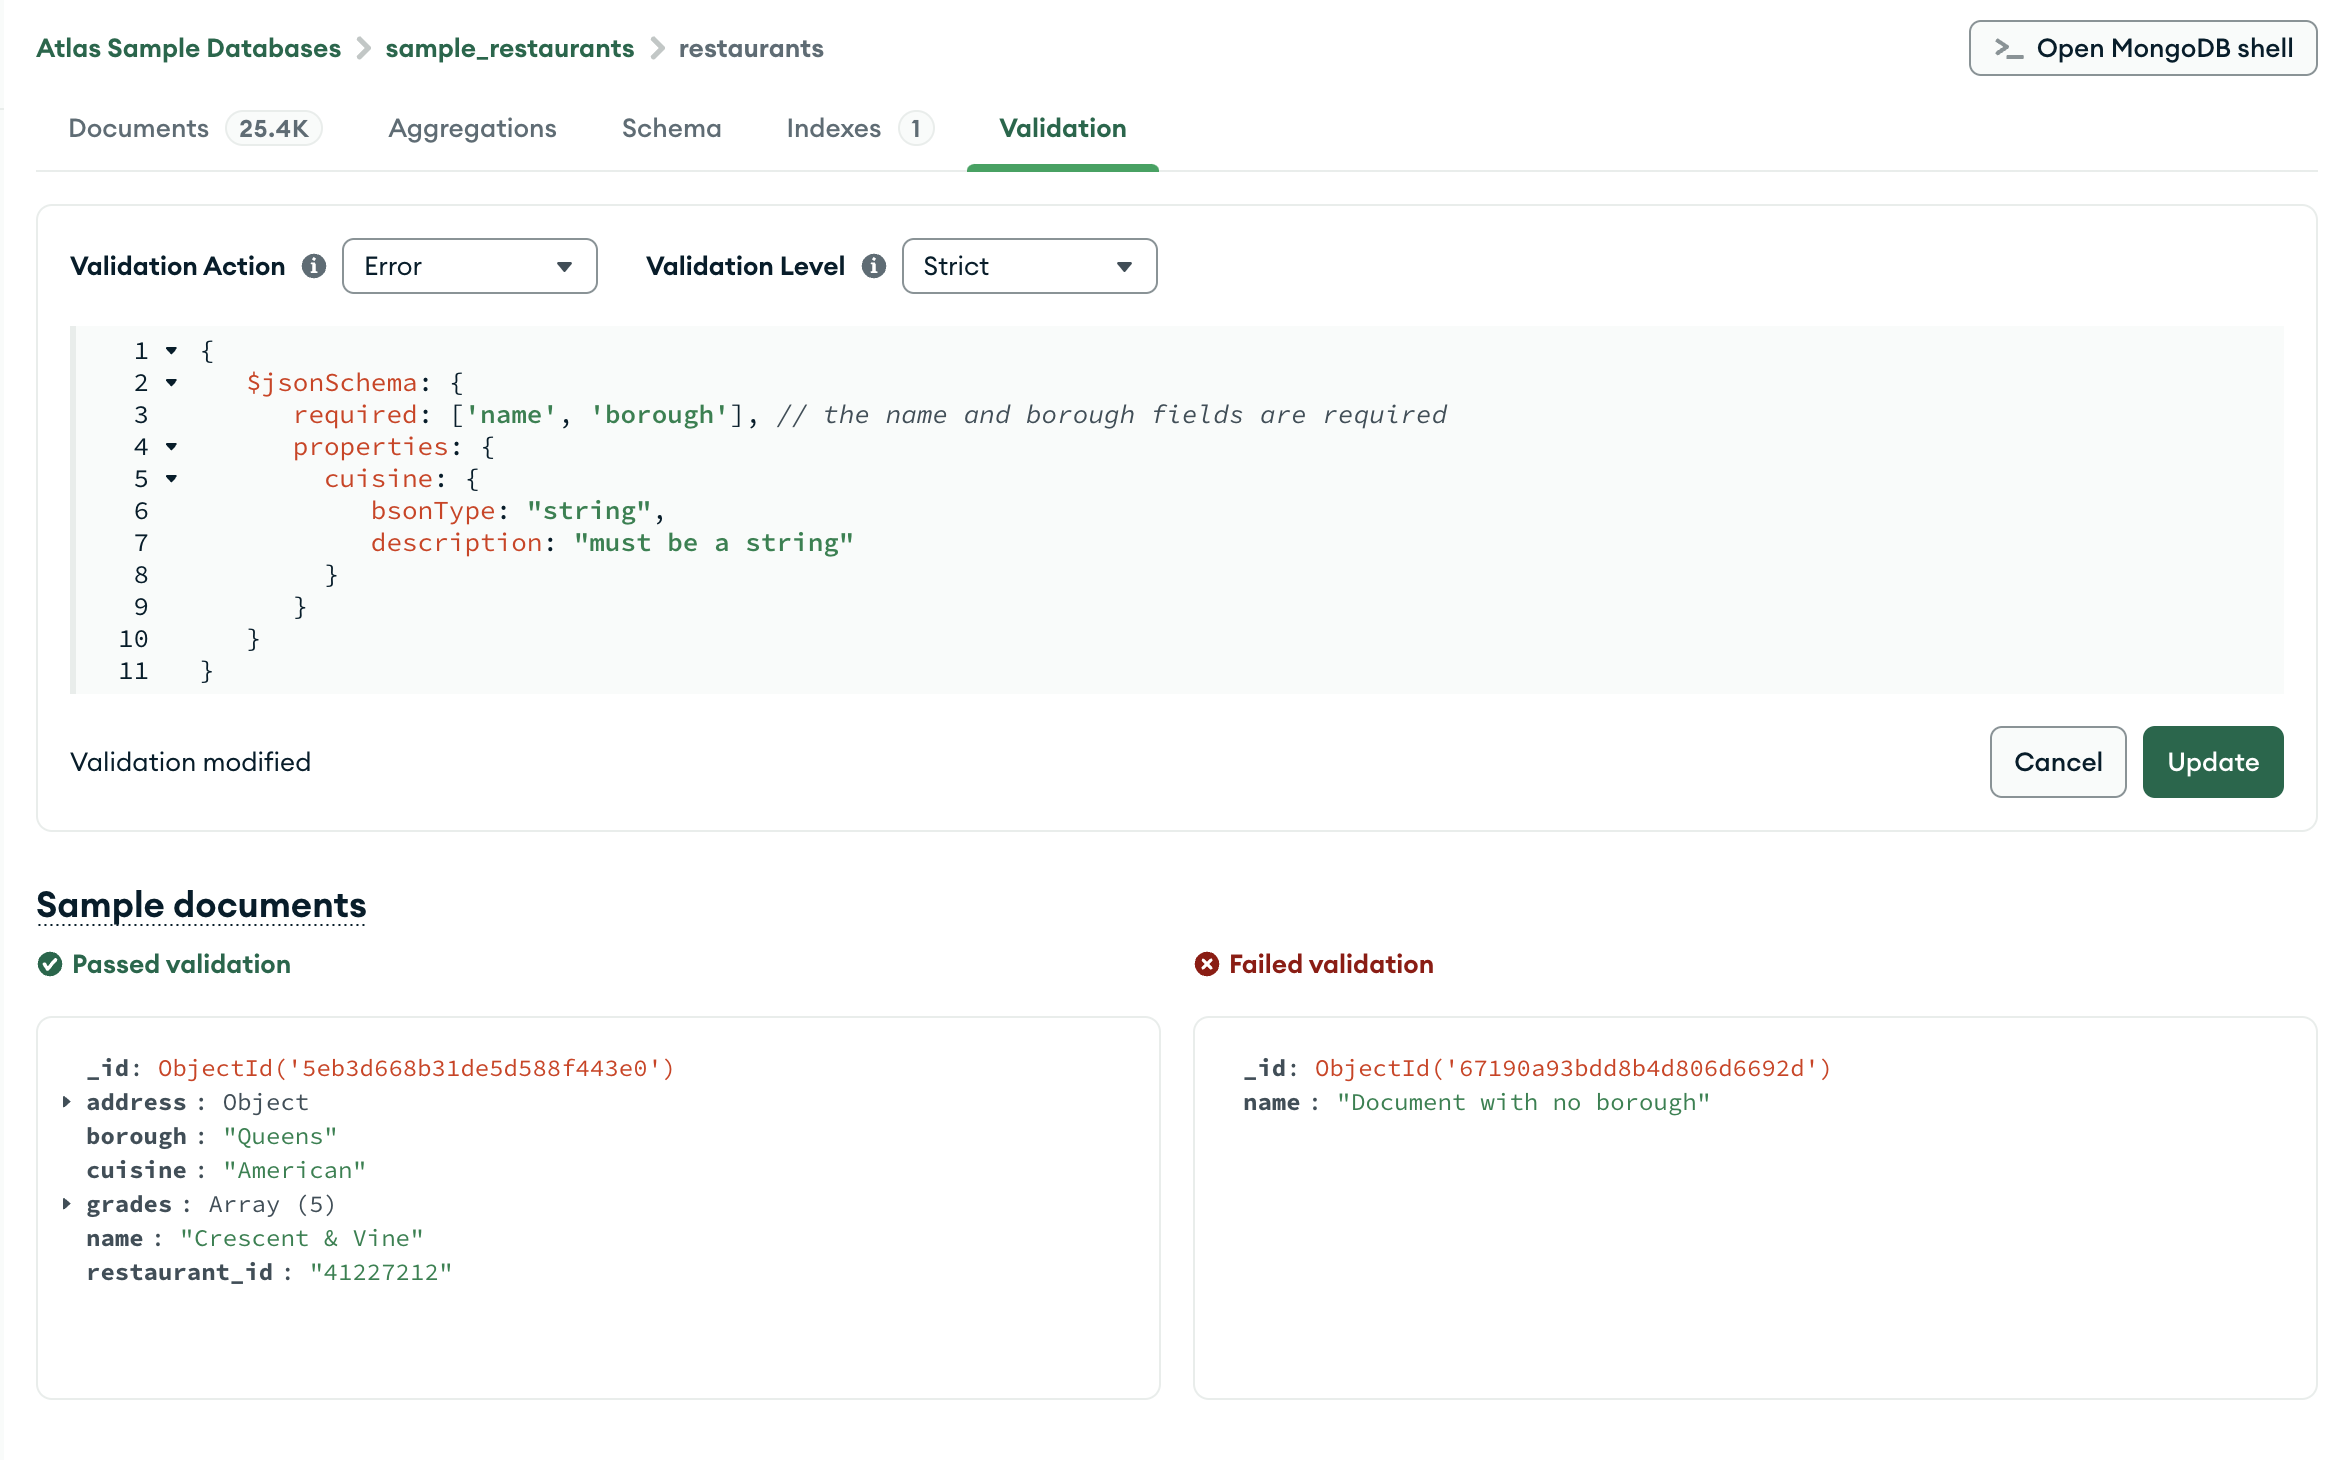 Atlas Sample Databases > sample_restaurants > restaurants
>_ Open MongoDB shell
Documents 25.4K Aggregations Schema Indexes 1 Validation
Validation Action i Error Validation Level i Strict
1 {
2    $jsonSchema: {
3       required: ['name', 'borough'], // the name and borough fields are required
4       properties: {
5         cuisine: {
6            bsonType: "string",
7            description: "must be a string"
8         }
9       }
10    }
11 }
Validation modified
Cancel Update
Sample documents
Passed validation
_id: ObjectId('5eb3d668b31de5d588f443e0')
address : Object
borough : "Queens"
cuisine : "American"
grades : Array (5)
name : "Crescent & Vine"
restaurant_id : "41227212"
Failed validation
_id: ObjectId('67190a93bdd8b4d806d6692d')
name : "Document with no borough"